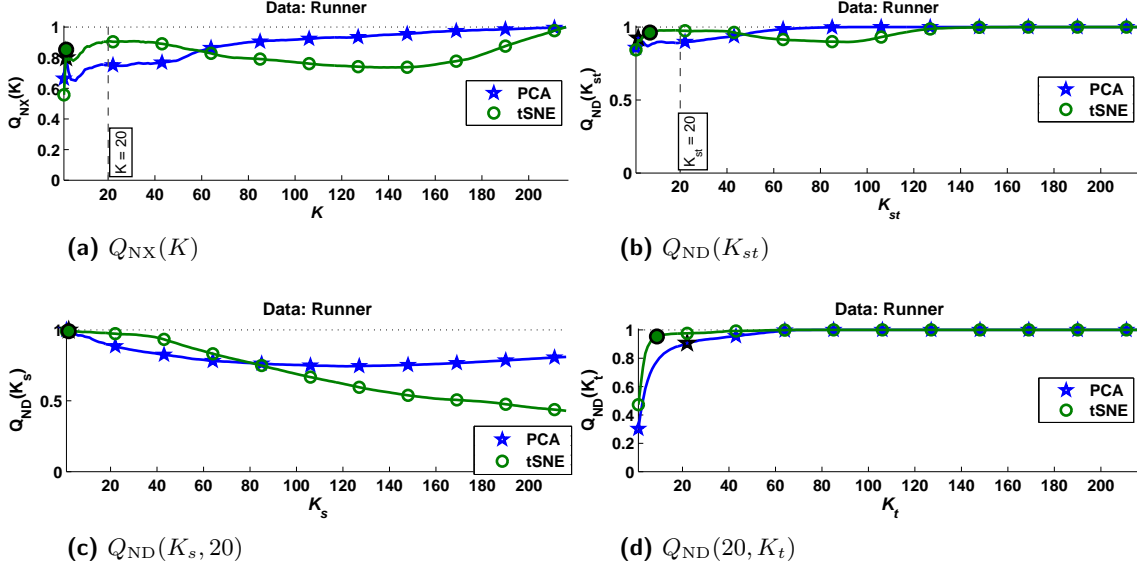 Data: Runner
1
0.8
0.6
0.4
0.2
0
Q_NX(K)
K = 20
PCA
tSNE
20 40 60 80 100 120 140 160 180 200
K
(a) Q_NX(K)
Data: Runner
1
0.5
0
Q_ND(K_st)
K_st = 20
PCA
tSNE
20 40 60 80 100 120 140 160 180 200
K_st
(b) Q_ND(K_st)
Data: Runner
1
0.5
0
Q_ND(K_s)
PCA
tSNE
20 40 60 80 100 120 140 160 180 200
K_s
(c) Q_ND(K_s, 20)
Data: Runner
1
0.8
0.6
0.4
0.2
0
Q_ND(K_t)
PCA
tSNE
20 40 60 80 100 120 140 160 180 200
K_t
(d) Q_ND(20, K_t)